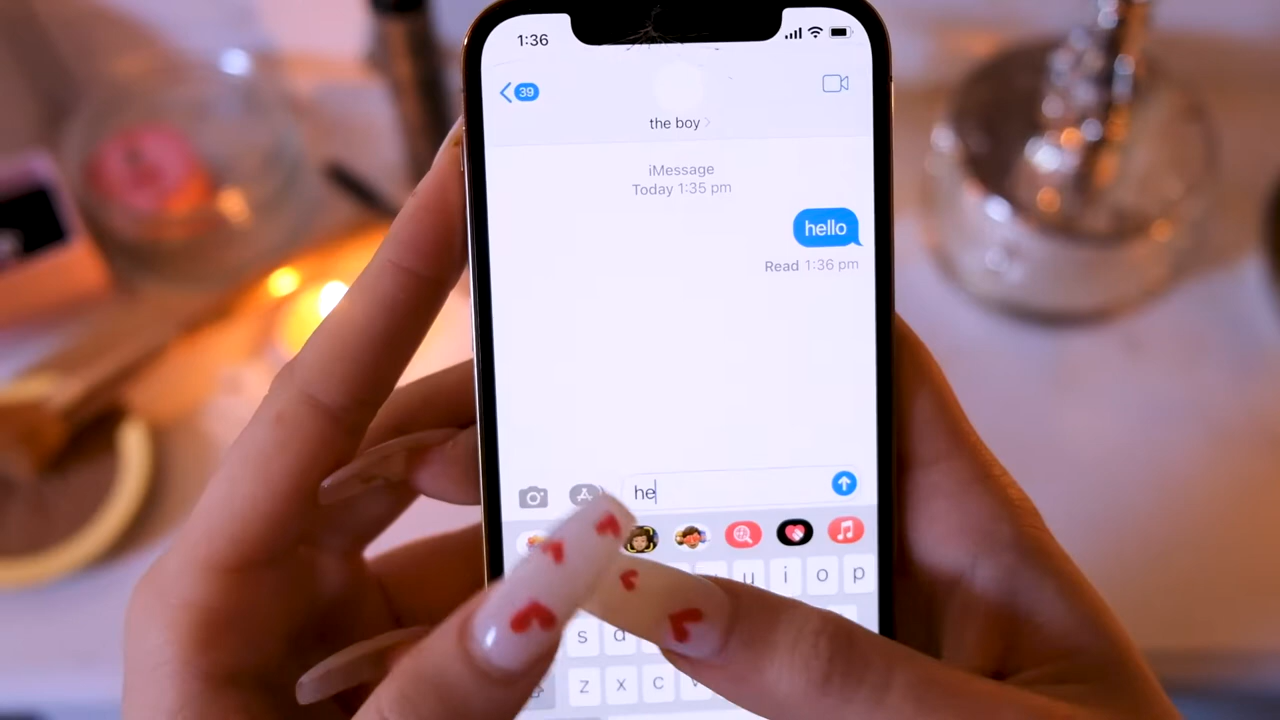 1:36
39
the boy
iMessage
Today 1:35 pm
hello
Read 1:36 pm
he
u i o p
s d
z x c v